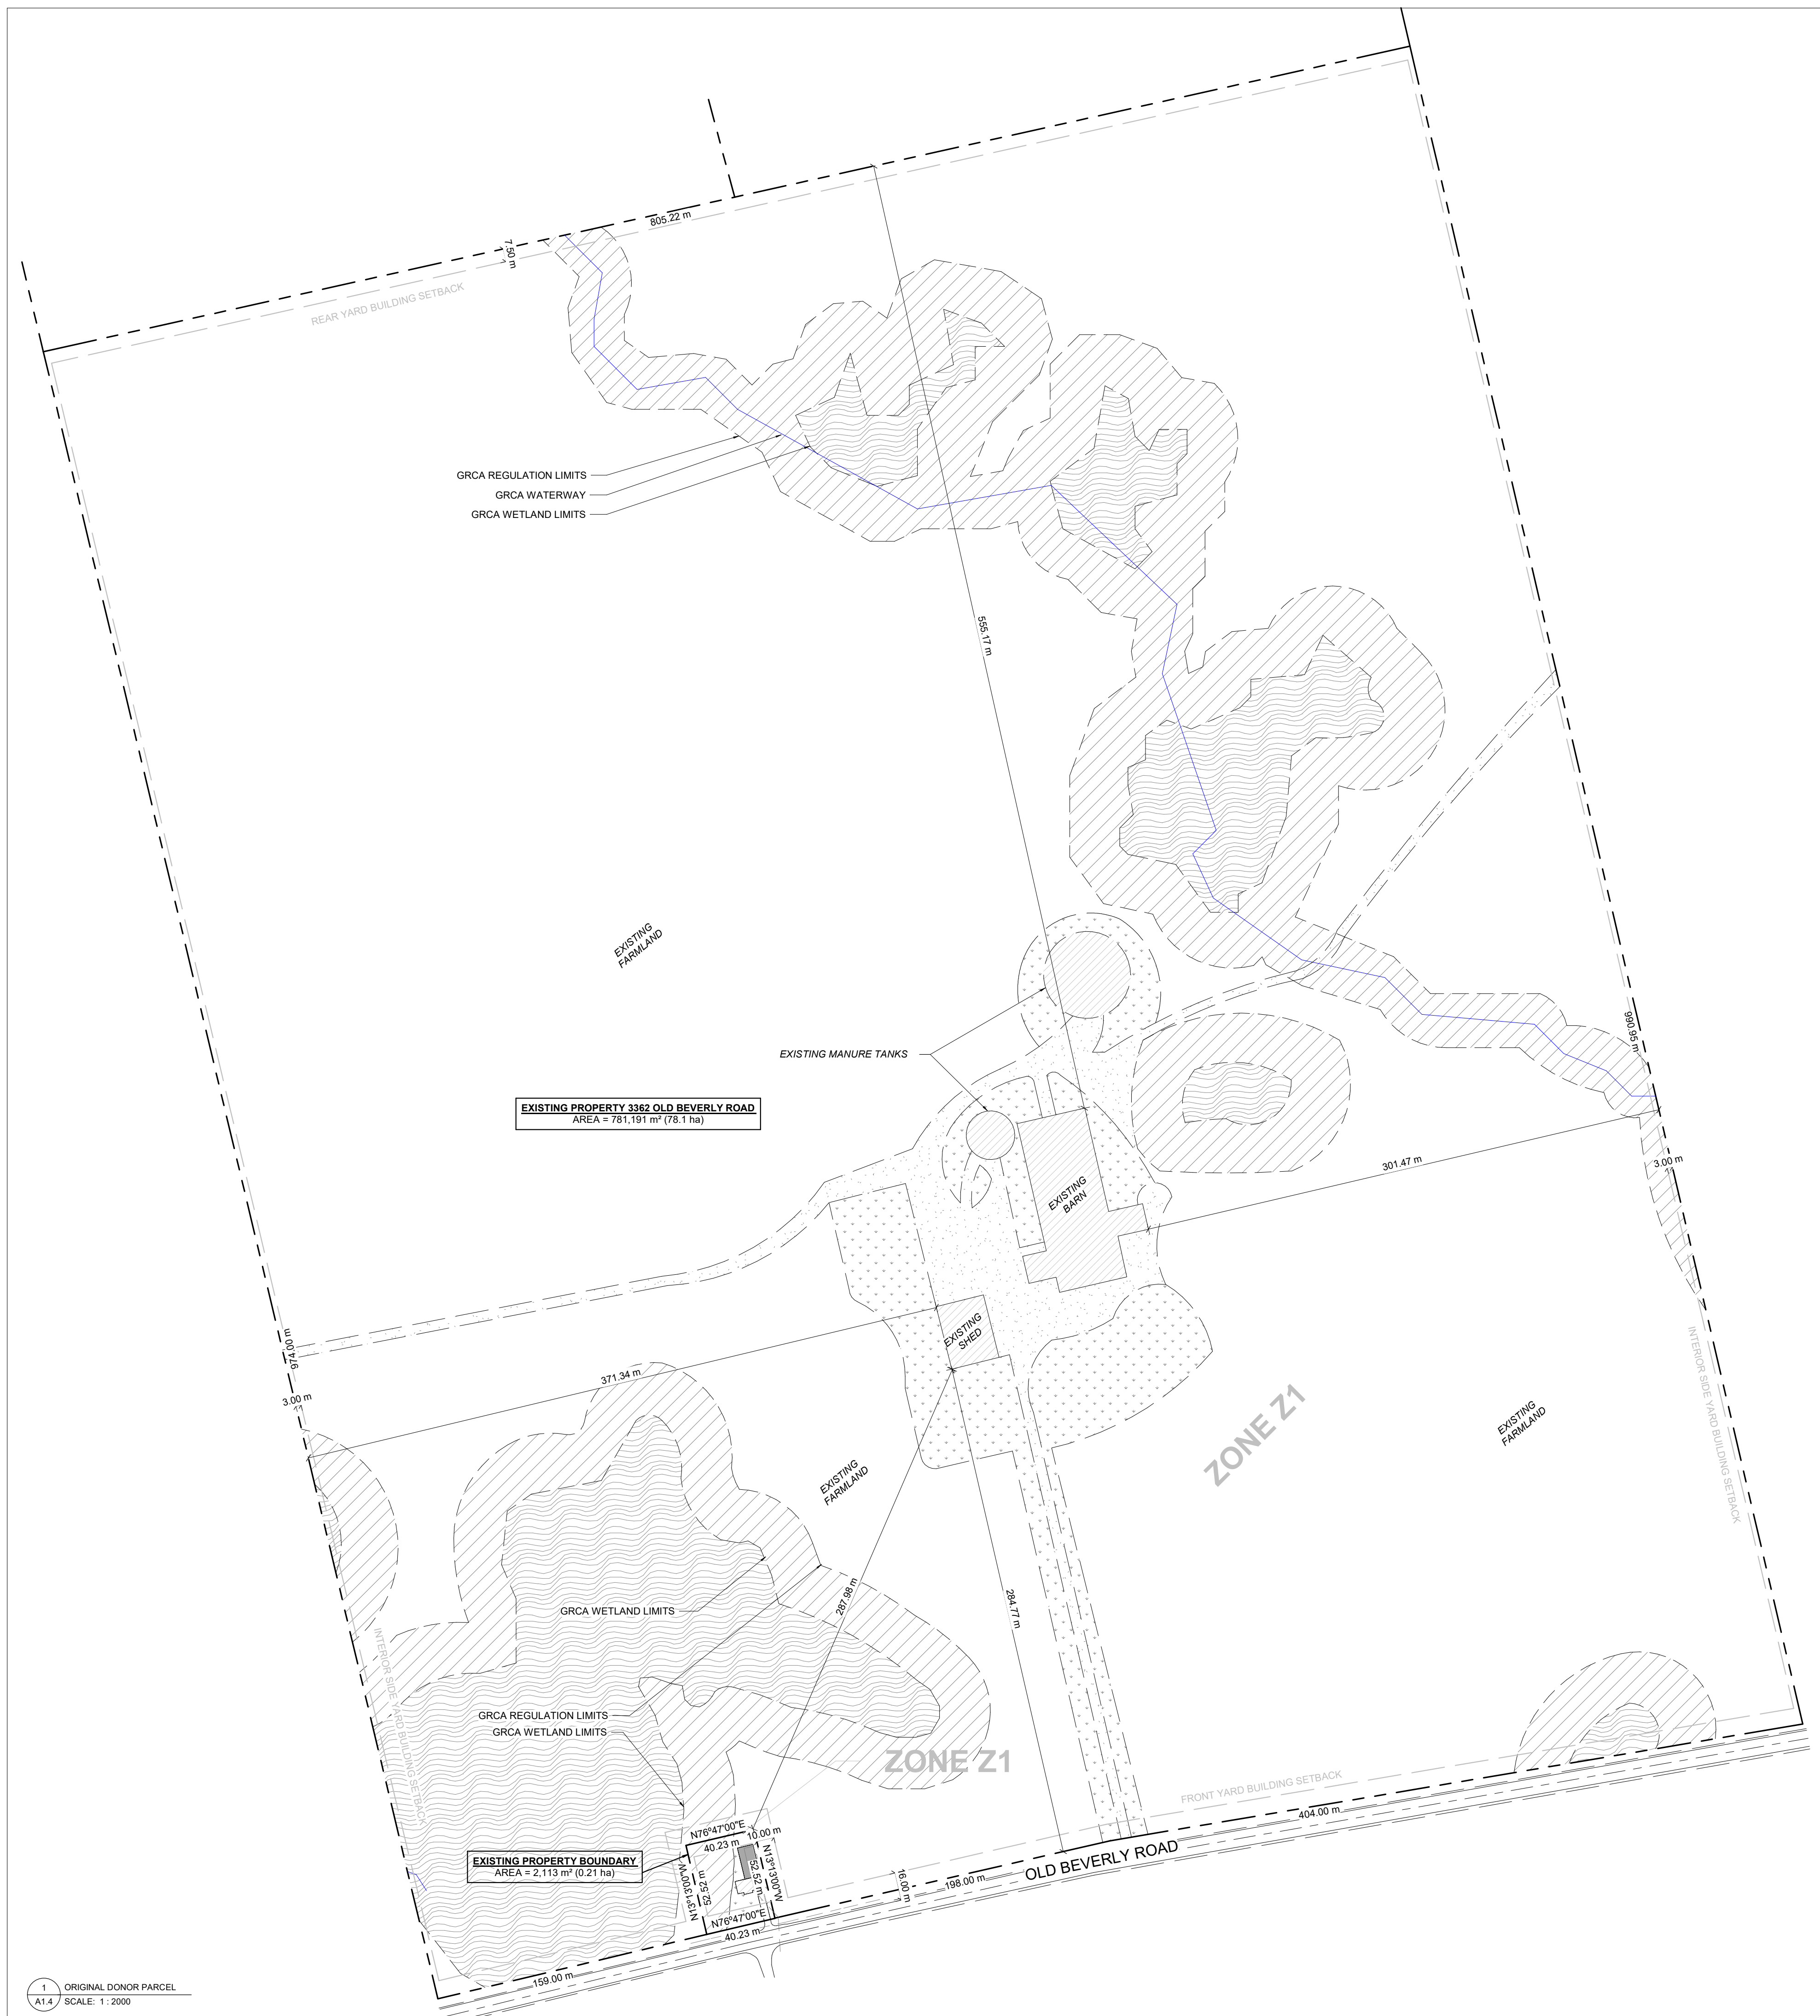 805.22 m
7.50 m
REAR YARD BUILDING SETBACK
GRCA REGULATION LIMITS
GRCA WATERWAY
GRCA WETLAND LIMITS
555.17 m
EXISTING
FARMLAND
990.95 m
EXISTING MANURE TANKS
EXISTING PROPERTY 3362 OLD BEVERLY ROAD
AREA = 781,191 m² (78.1 ha)
301.47 m
3.00 m
EXISTING
BARN
EXISTING
SHED
974.00 m
371.34 m
3.00 m
INTERIOR SIDE YARD BUILDING SETBACK
ZONE Z1
EXISTING
FARMLAND
EXISTING
FARMLAND
287.98 m
284.77 m
GRCA WETLAND LIMITS
INTERIOR SIDE YARD BUILDING SETBACK
GRCA REGULATION LIMITS
GRCA WETLAND LIMITS
ZONE Z1
FRONT YARD BUILDING SETBACK
404.00 m
N76°47'00"E
40.23 m
10.00 m
EXISTING PROPERTY BOUNDARY
AREA = 2,113 m² (0.21 ha)
N13°13'00"W
52.52 m
52.52 m
N13°13'00"W
OLD BEVERLY ROAD
16.00 m
198.00 m
N76°47'00"E
40.23 m
159.00 m
1
A1.4
ORIGINAL DONOR PARCEL
SCALE: 1 : 2000